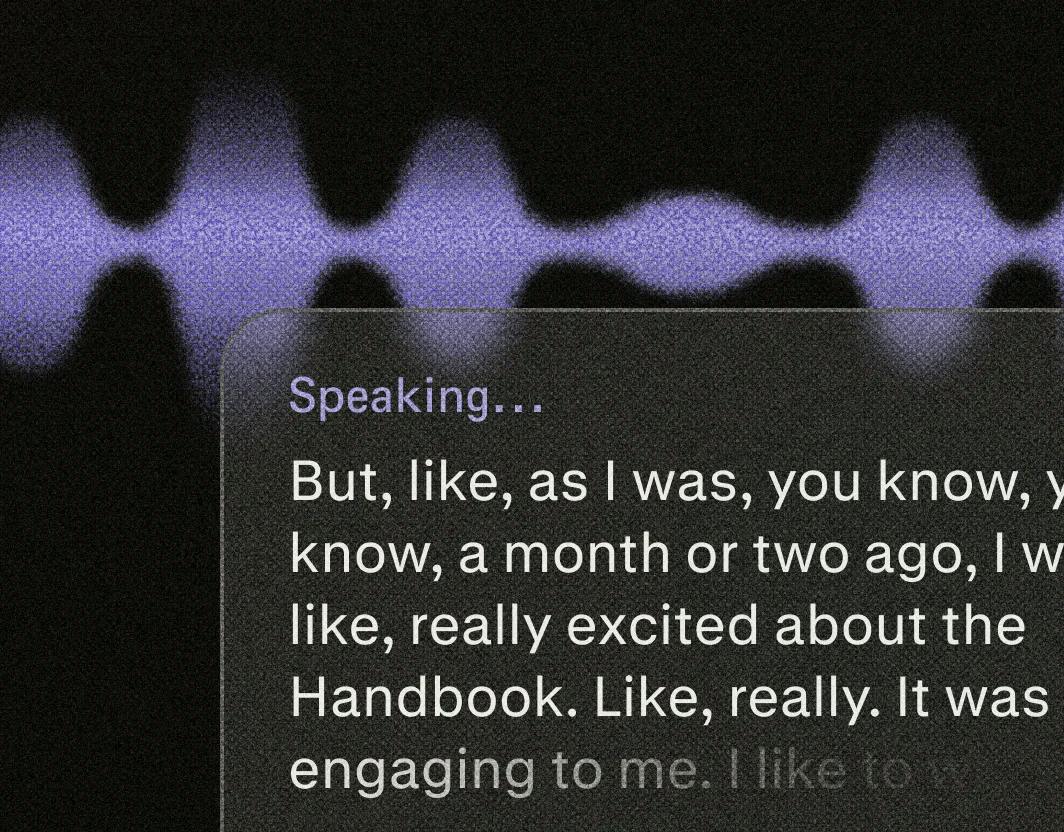 Speaking...
But, like, as I was, you know,
know, a month or two ago, I
like, really excited about the
Handbook. Like, really. It was
engaging to me. I like to